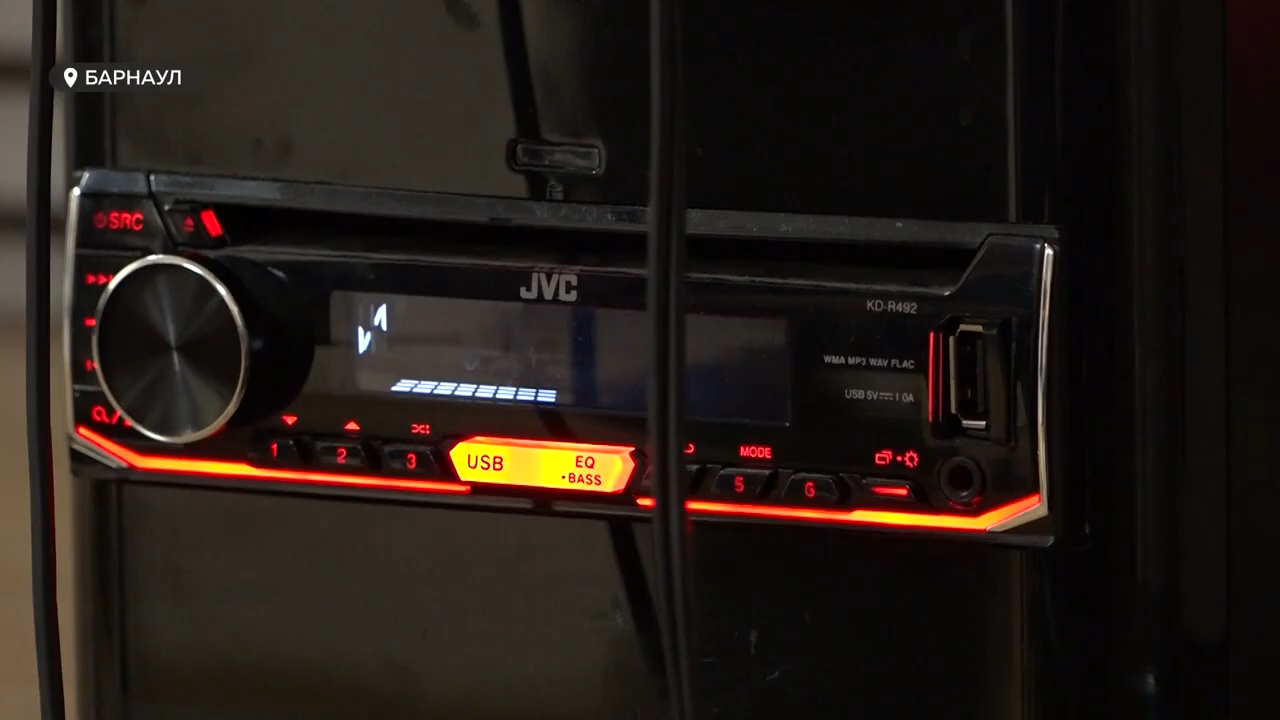 БАРНАУЛ
SRC
JVC
KD-R492
WMA MP3 WAV FLAC
USB 5V 1.0A
MODE
1 2 3
USB
EQ
•BASS
5 6